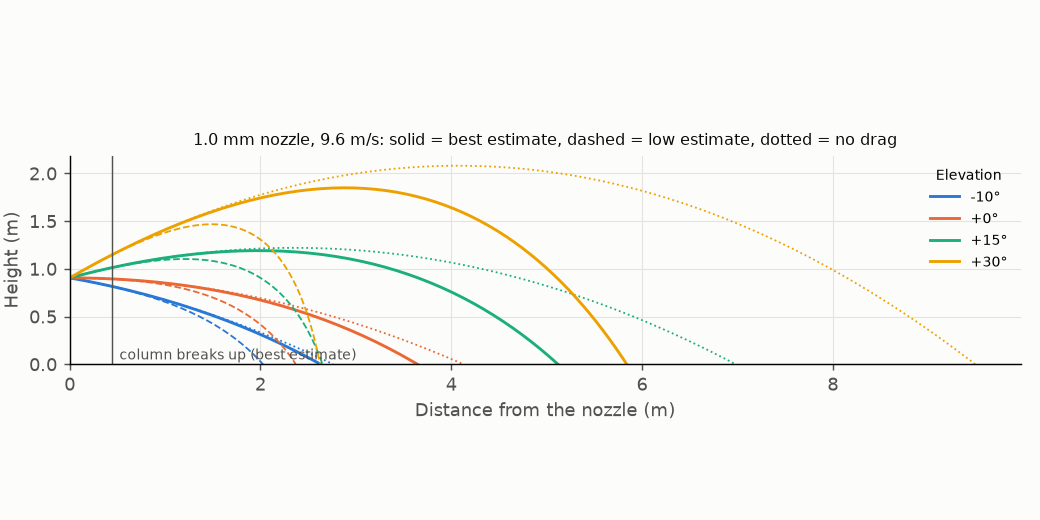 1.0 mm nozzle, 9.6 m/s: solid = best estimate, dashed = low estimate, dotted = no drag
Height (m)
2.0
1.5
1.0
0.5
0.0
Elevation
-10°
+0°
+15°
+30°
column breaks up (best estimate)
0 2 4 6 8
Distance from the nozzle (m)